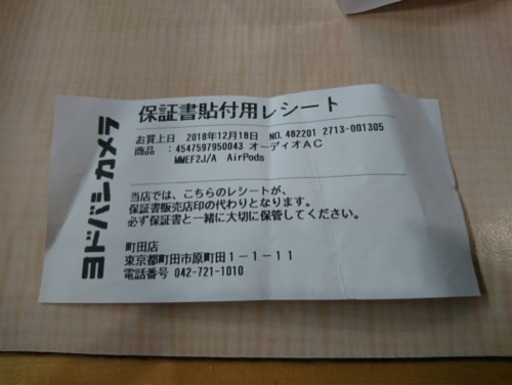 ヨドバシカメラ
保証書貼付用レシート
お買上日 2018年12月18日 NO.482201 2713-001305
商品 :4547597950043 オーディオAC
MMEF2J/A AirPods
当店では、こちらのレシートが、
保証書販売店印の代わりとなります。
必ず保証書と一緒に大切に保管してください。
町田店
東京都町田市原町田1-1-11
電話番号 042-721-1010